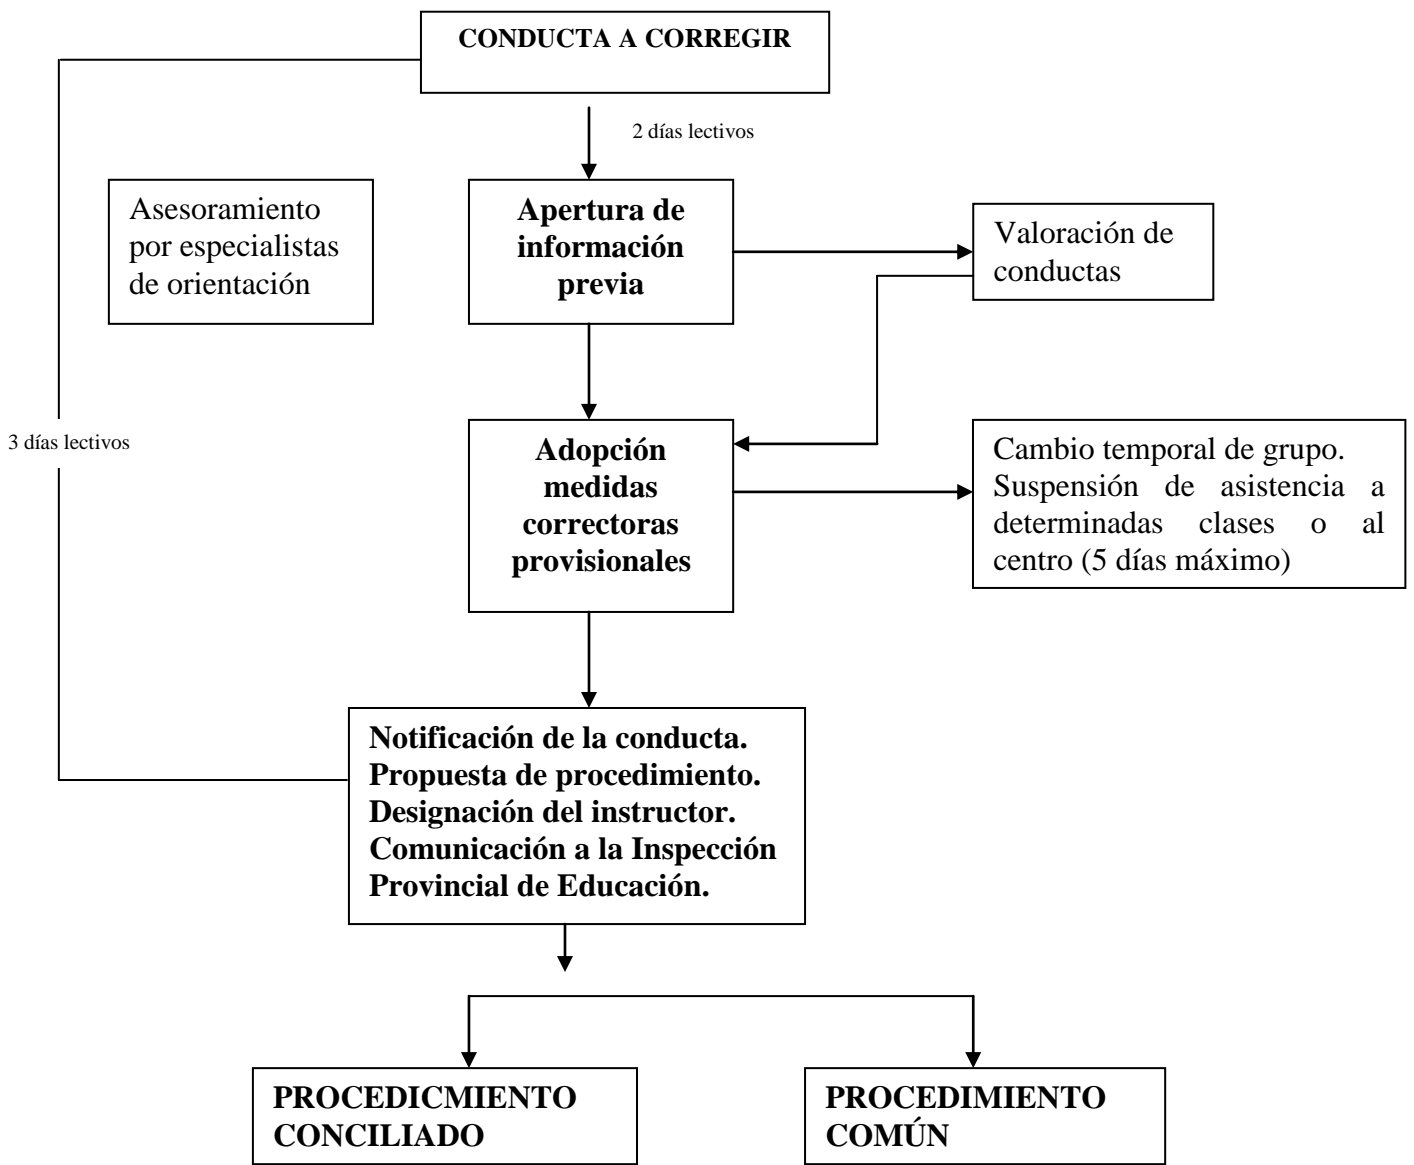 CONDUCTA A CORREGIR
2 días lectivos
Asesoramiento
por especialistas
de orientación
Apertura de
información
previa
Valoración de
conductas
3 días lectivos
Adopción
medidas
correctoras
provisionales
Cambio temporal de grupo.
Suspensión de asistencia a
determinadas clases o al
centro (5 días máximo)
Notificación de la conducta.
Propuesta de procedimiento.
Designación del instructor.
Comunicación a la Inspección
Provincial de Educación.
PROCEDICMIENTO
CONCILIADO
PROCEDIMIENTO
COMÚN